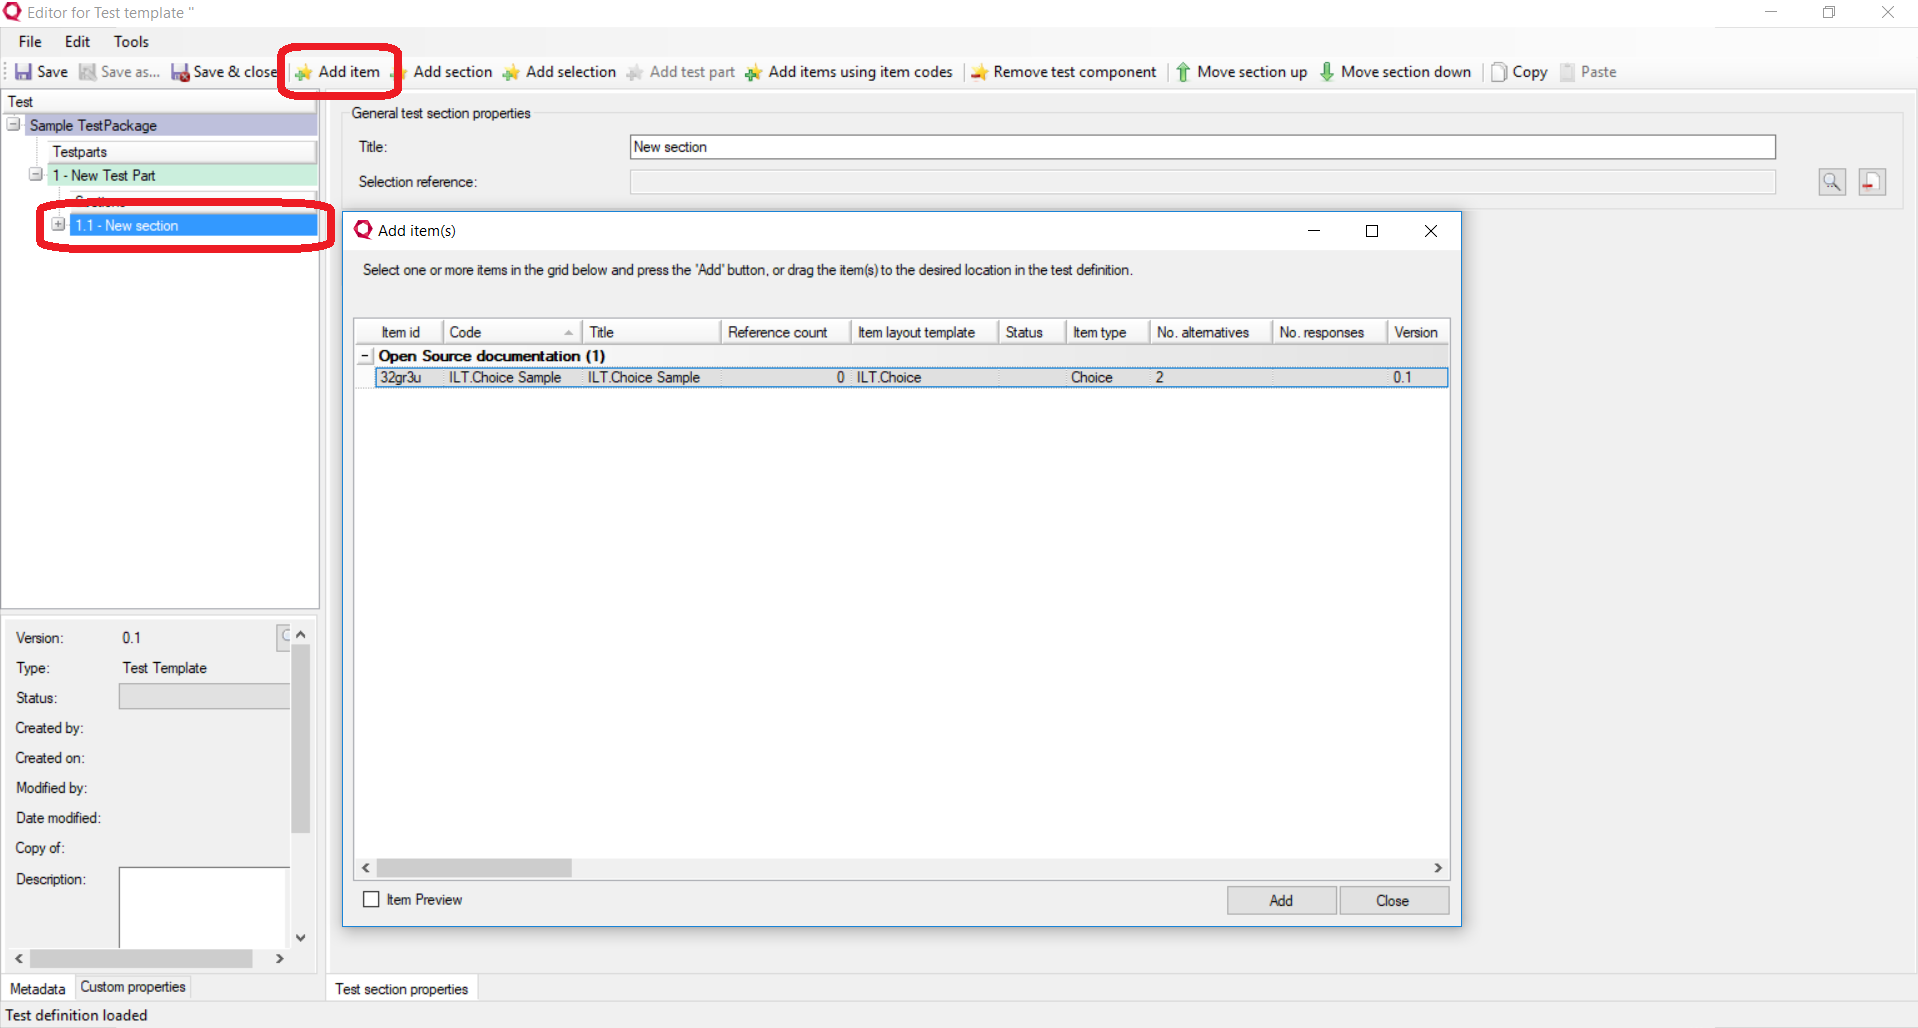 Editor for Test template ''
File Edit Tools
Save Save as... Save & close Add item Add section Add selection Add test part Add items using item codes Remove test component Move section up Move section down Copy Paste
Test
Sample TestPackage
Testparts
1 - New Test Part
Sections
1.1 - New section
General test section properties
Title: New section
Selection reference:
Add item(s)
Select one or more items in the grid below and press the 'Add' button, or drag the item(s) to the desired location in the test definition.
Item id Code Title Reference count Item layout template Status Item type No. alternatives No. responses Version
Open Source documentation (1)
32gr3u ILT.Choice Sample ILT.Choice Sample 0 ILT.Choice Choice 2 0.1
Item Preview Add Close
Version: 0.1
Type: Test Template
Status:
Created by:
Created on:
Modified by:
Date modified:
Copy of:
Description:
Metadata Custom properties
Test section properties
Test definition loaded